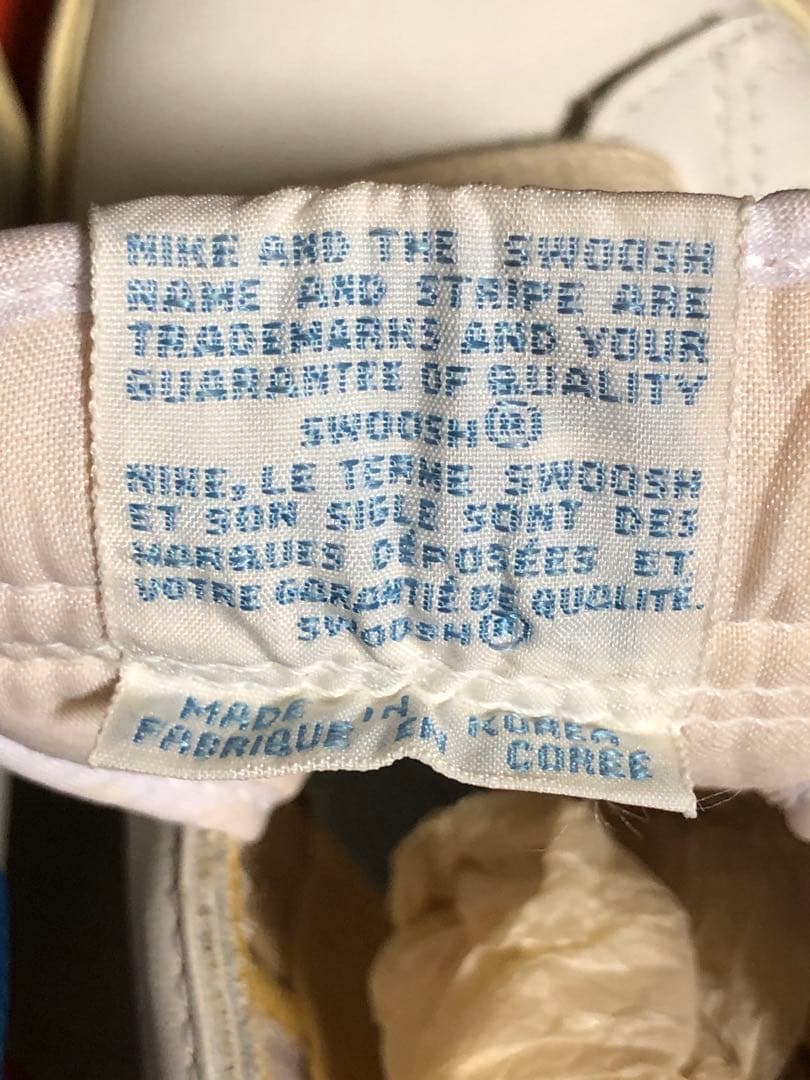 NIKE AND THE SWOOSH
NAME AND STRIPE ARE
TRADEMARKS AND YOUR
GUARANTEE OF QUALITY
SWOOSH®
NIKE, LE TERME SWOOSH
ET SON SIGLE SONT DES
MARQUES DÉPOSÉES ET
VOTRE GARANTIÉ DE QUALITÉ.
SWOOSH®
MADE IN KOREA
FABRIQUE EN CORÉE